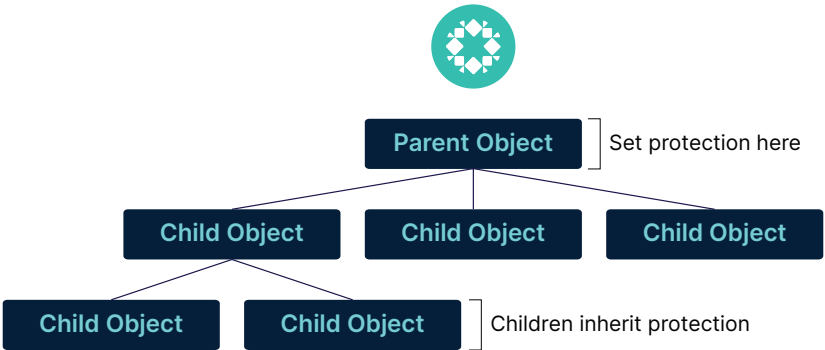 Parent Object
Set protection here
Child Object
Child Object
Child Object
Child Object
Child Object
Children inherit protection